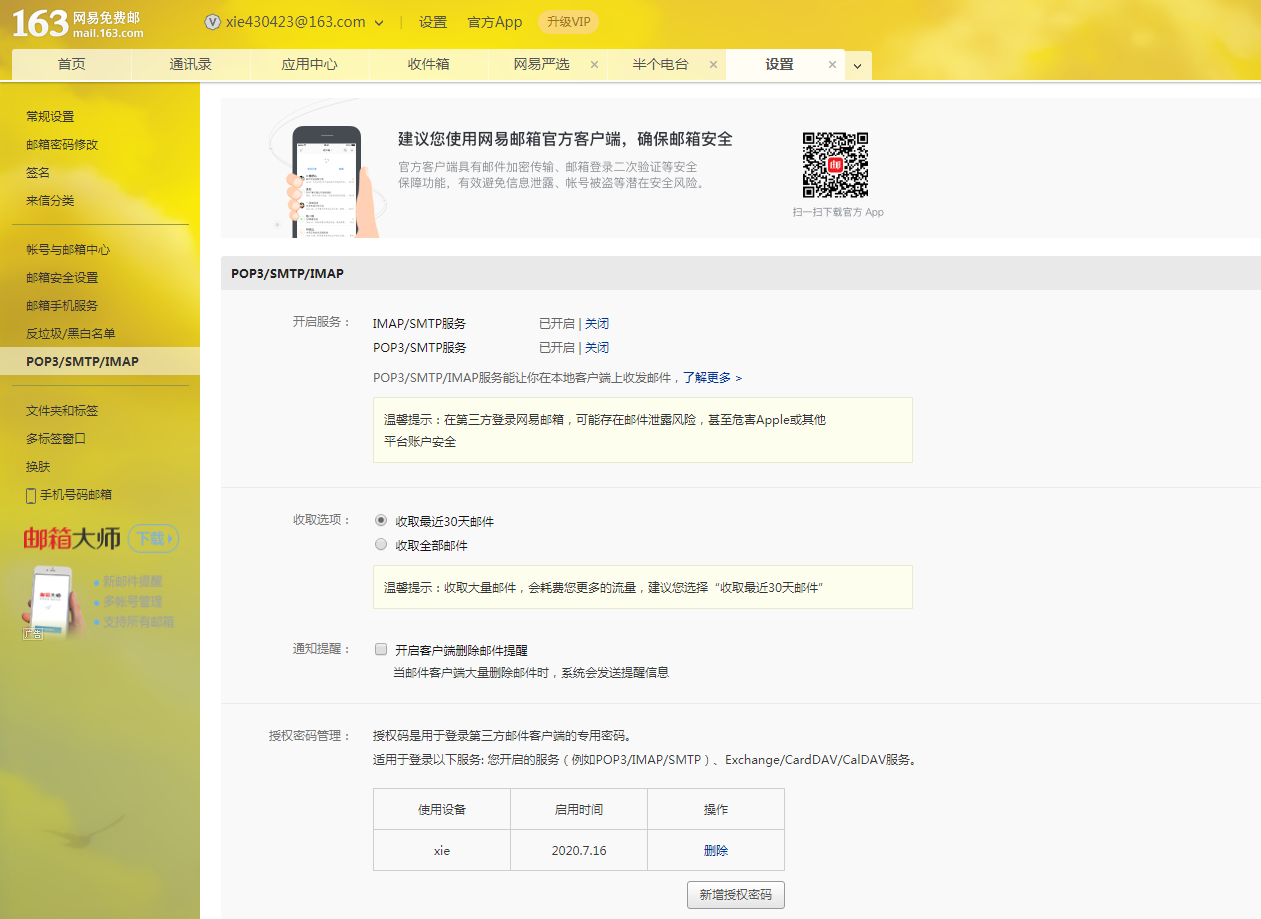 163 网易免费邮
mail.163.com
xie430423@163.com | 设置 官方App 升级VIP
首页 通讯录 应用中心 收件箱 网易严选 × 半个电台 × 设置 ×
常规设置
邮箱密码修改
签名
来信分类
帐号与邮箱中心
邮箱安全设置
邮箱手机服务
反垃圾/黑白名单
POP3/SMTP/IMAP
文件夹和标签
多标签窗口
换肤
手机号码邮箱
邮箱大师 下载
新邮件提醒
多帐号管理
支持所有邮箱
广告
建议您使用网易邮箱官方客户端，确保邮箱安全
官方客户端具有邮件加密传输、邮箱登录二次验证等安全
保障功能，有效避免信息泄露、帐号被盗等潜在安全风险。
扫一扫下载官方 App
POP3/SMTP/IMAP
开启服务： IMAP/SMTP服务 已开启 | 关闭
POP3/SMTP服务 已开启 | 关闭
POP3/SMTP/IMAP服务能让你在本地客户端上收发邮件，了解更多 >
温馨提示：在第三方登录网易邮箱，可能存在邮件泄露风险，甚至危害Apple或其他
平台账户安全
收取选项： 收取最近30天邮件
收取全部邮件
温馨提示：收取大量邮件，会耗费您更多的流量，建议您选择“收取最近30天邮件”
通知提醒： 开启客户端删除邮件提醒
当邮件客户端大量删除邮件时，系统会发送提醒信息
授权密码管理： 授权码是用于登录第三方邮件客户端的专用密码。
适用于登录以下服务: 您开启的服务（例如POP3/IMAP/SMTP）、Exchange/CardDAV/CalDAV服务。
使用设备 启用时间 操作
xie 2020.7.16 删除
新增授权密码